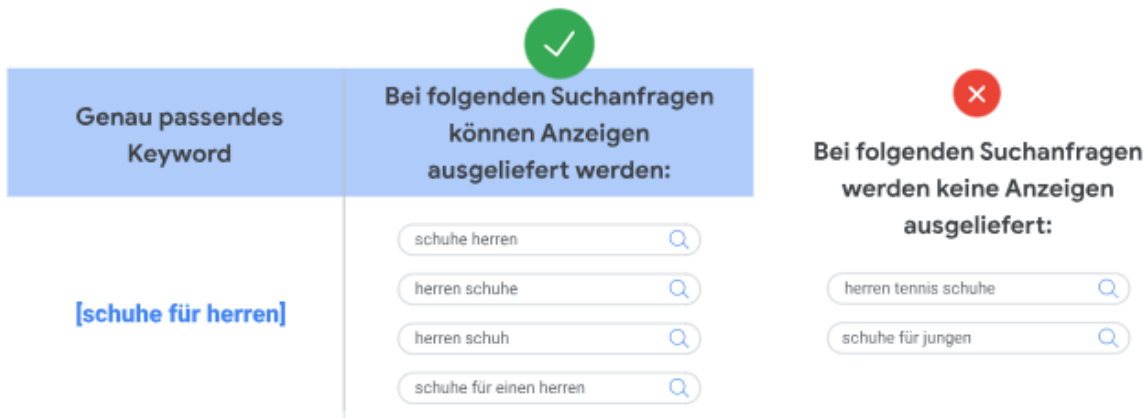 Genau passendes
Keyword
Bei folgenden Suchanfragen
können Anzeigen
ausgeliefert werden:
Bei folgenden Suchanfragen
werden keine Anzeigen
ausgeliefert:
[schuhe für herren]
schuhe herren
herren schuhe
herren schuh
schuhe für einen herren
herren tennis schuhe
schuhe für jungen